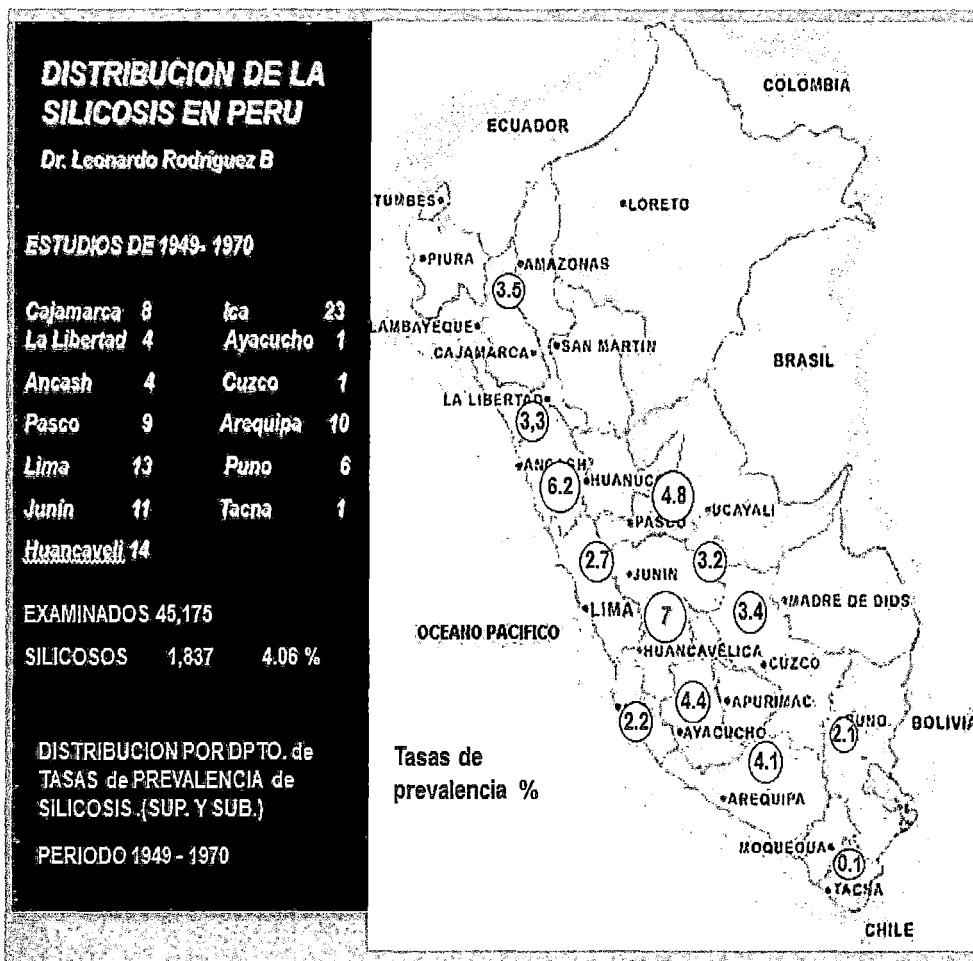 DISTRIBUCION DE LA
SILICOSIS EN PERU
Dr. Leonardo Rodríguez B
ESTUDIOS DE 1949- 1970
Cajamarca 8 Ica 23
La Libertad 4 Ayacucho 1
Ancash 4 Cuzco 1
Pasco 9 Arequipa 10
Lima 13 Puno 6
Junín 11 Tacna 1
Huancaveli 14
EXAMINADOS 45,175
SILICOSOS 1,837 4.06 %
DISTRIBUCION POR DPTO. de
TASAS de PREVALENCIA de
SILICOSIS.(SUP. Y SUB.)
PERIODO 1949 - 1970
COLOMBIA
ECUADOR
TUMBES
LORETO
PIURA
AMAZONAS
3.5
LAMBAYEQUE
CAJAMARCA
SAN MARTIN
BRASIL
LA LIBERTAD
3,3
ANCASH
6.2
HUANUCO
4.8
PASCO
UCAYALI
2.7
JUNIN
3.2
LIMA
7
3.4
MADRE DE DIOS
OCEANO PACIFICO
HUANCAVELICA
CUZCO
2.2
4.4
APURIMAC
AYACUCHO
2.1
PUNO
BOLIVIA
4.1
Tasas de
prevalencia %
AREQUIPA
MOQUEQUA
0.1
TACNA
CHILE